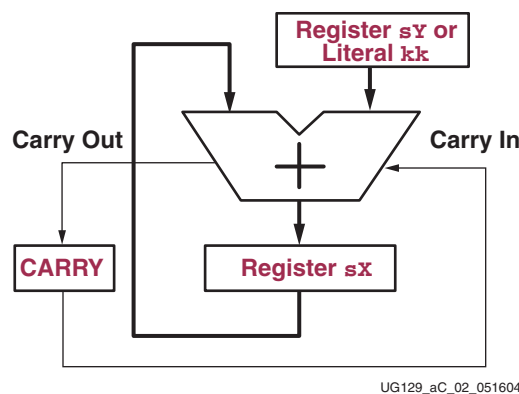 Register sY or
Literal kk
Carry Out
Carry In
+
CARRY
Register sX
UG129_aC_02_051604